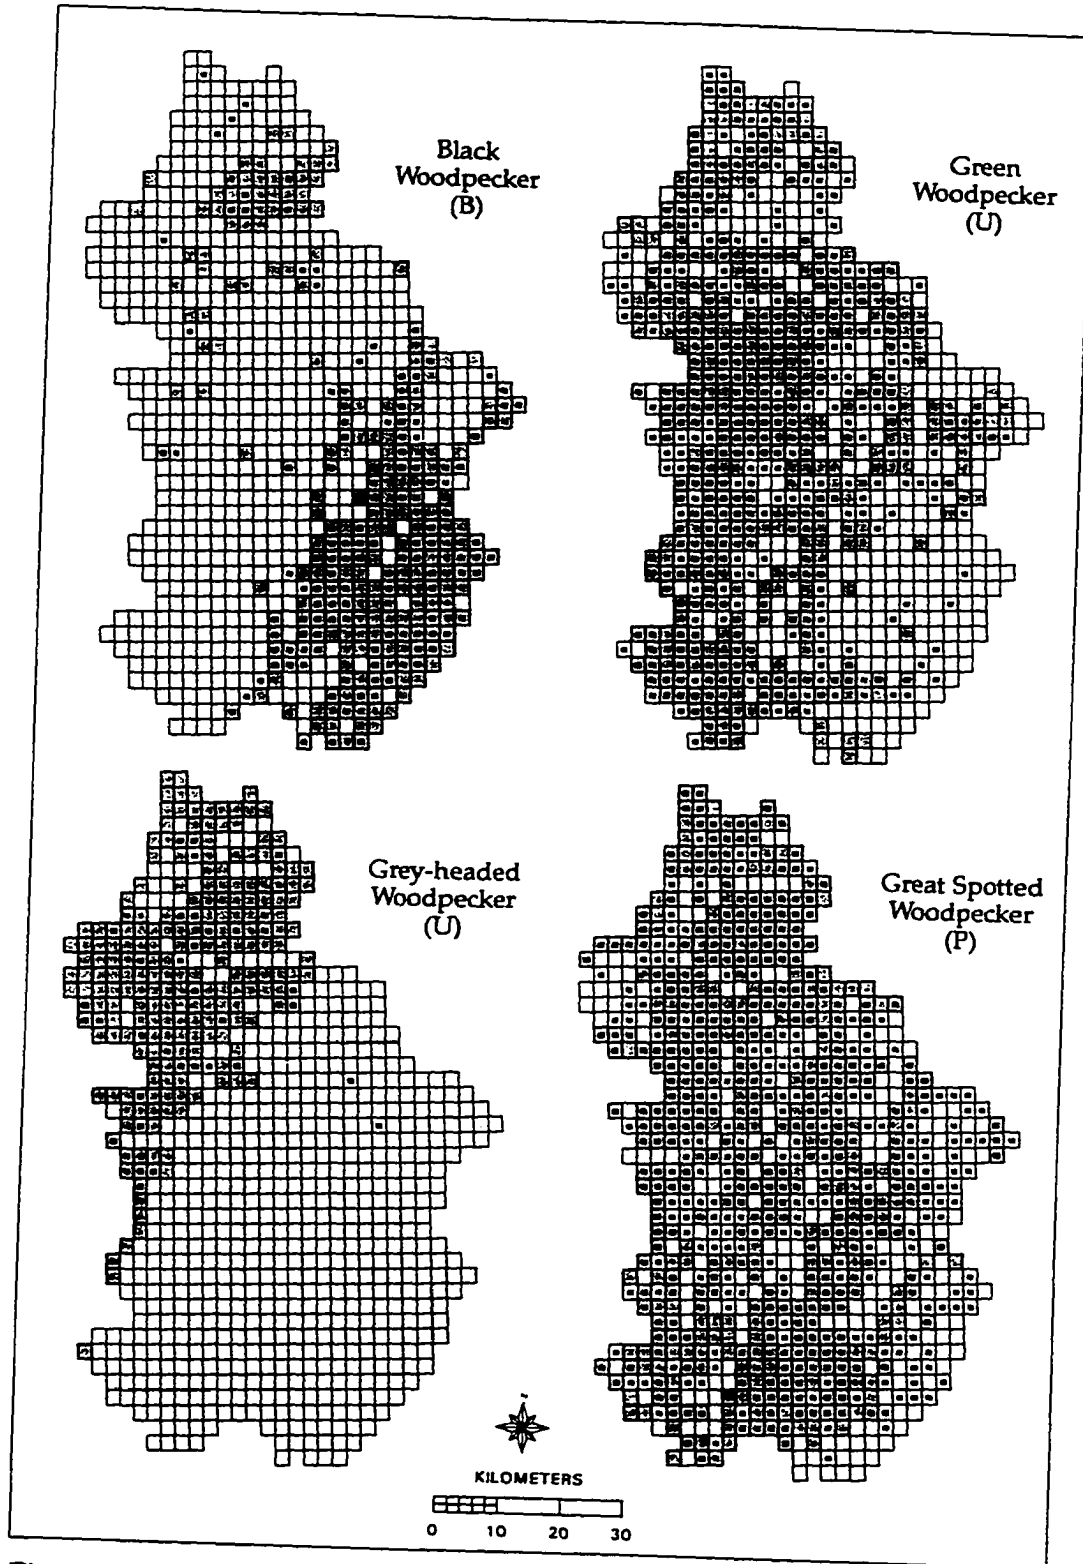 Black
Woodpecker
(B)
Green
Woodpecker
(U)
Grey-headed
Woodpecker
(U)
Great Spotted
Woodpecker
(P)
KILOMETERS
0 10 20 30